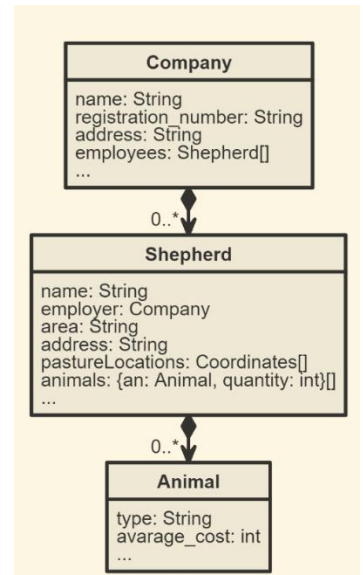 Company
name: String
registration_number: String
address: String
employees: Shepherd[]
...
0..*
Shepherd
name: String
employer: Company
area: String
address: String
pastureLocations: Coordinates[]
animals: {an: Animal, quantity: int}[]
...
0..*
Animal
type: String
avarage_cost: int
...